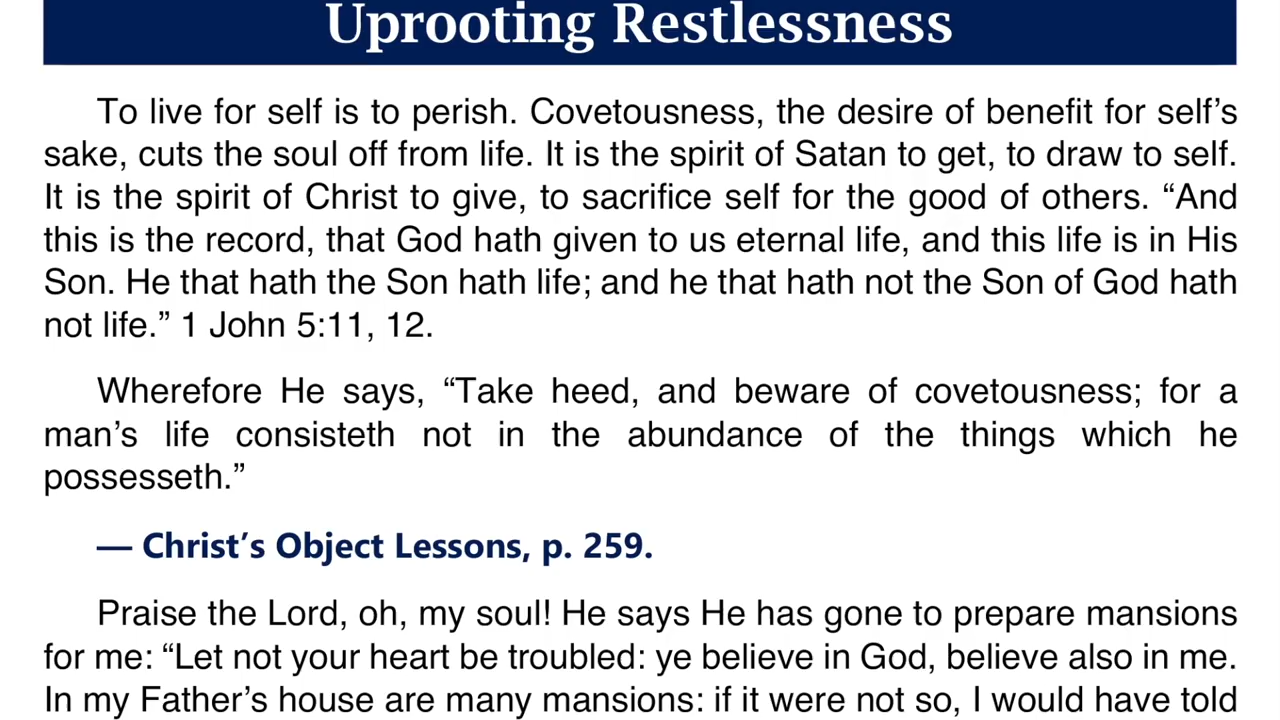 Uprooting Restlessness
To live for self is to perish. Covetousness, the desire of benefit for self’s
sake, cuts the soul off from life. It is the spirit of Satan to get, to draw to self.
It is the spirit of Christ to give, to sacrifice self for the good of others. “And
this is the record, that God hath given to us eternal life, and this life is in His
Son. He that hath the Son hath life; and he that hath not the Son of God hath
not life.” 1 John 5:11, 12.
Wherefore He says, “Take heed, and beware of covetousness; for a
man’s life consisteth not in the abundance of the things which he
possesseth.”
— Christ’s Object Lessons, p. 259.
Praise the Lord, oh, my soul! He says He has gone to prepare mansions
for me: “Let not your heart be troubled: ye believe in God, believe also in me.
In my Father’s house are many mansions: if it were not so, I would have told